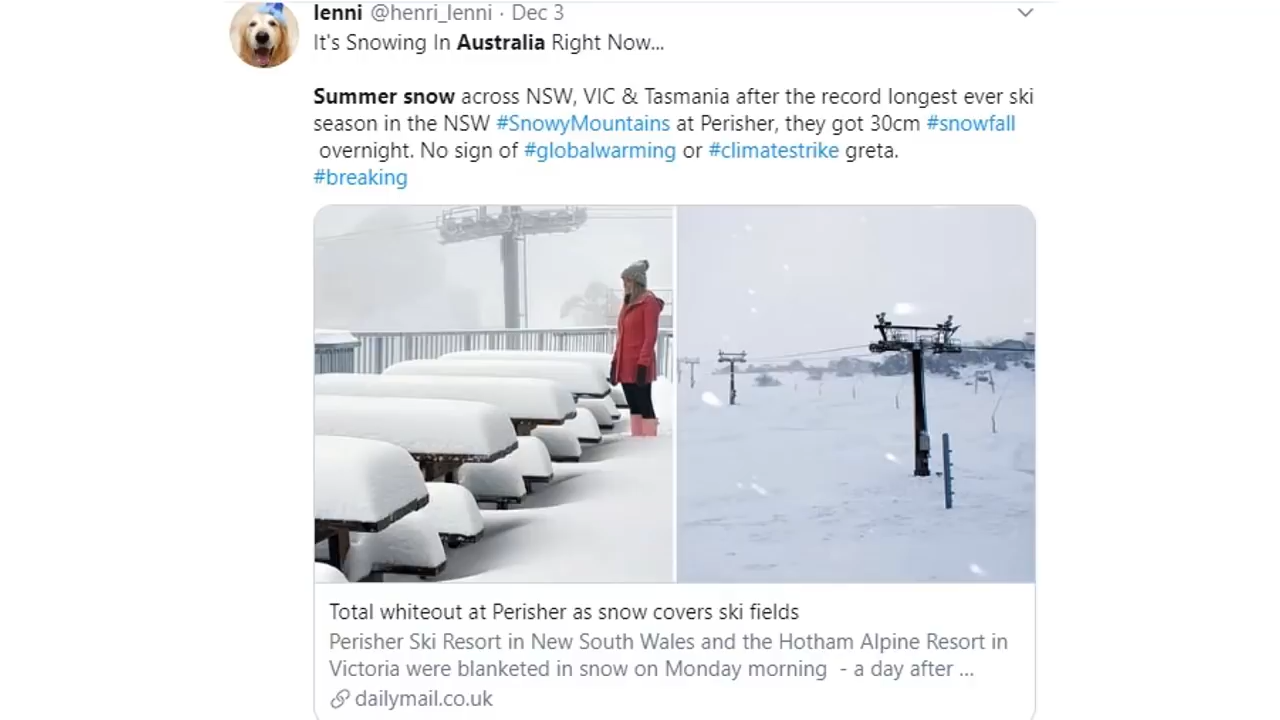 lenni @henri_lenni · Dec 3
It's Snowing In Australia Right Now...
Summer snow across NSW, VIC & Tasmania after the record longest ever ski
season in the NSW #SnowyMountains at Perisher, they got 30cm #snowfall
overnight. No sign of #globalwarming or #climatestrike greta.
#breaking
Total whiteout at Perisher as snow covers ski fields
Perisher Ski Resort in New South Wales and the Hotham Alpine Resort in
Victoria were blanketed in snow on Monday morning - a day after ...
dailymail.co.uk